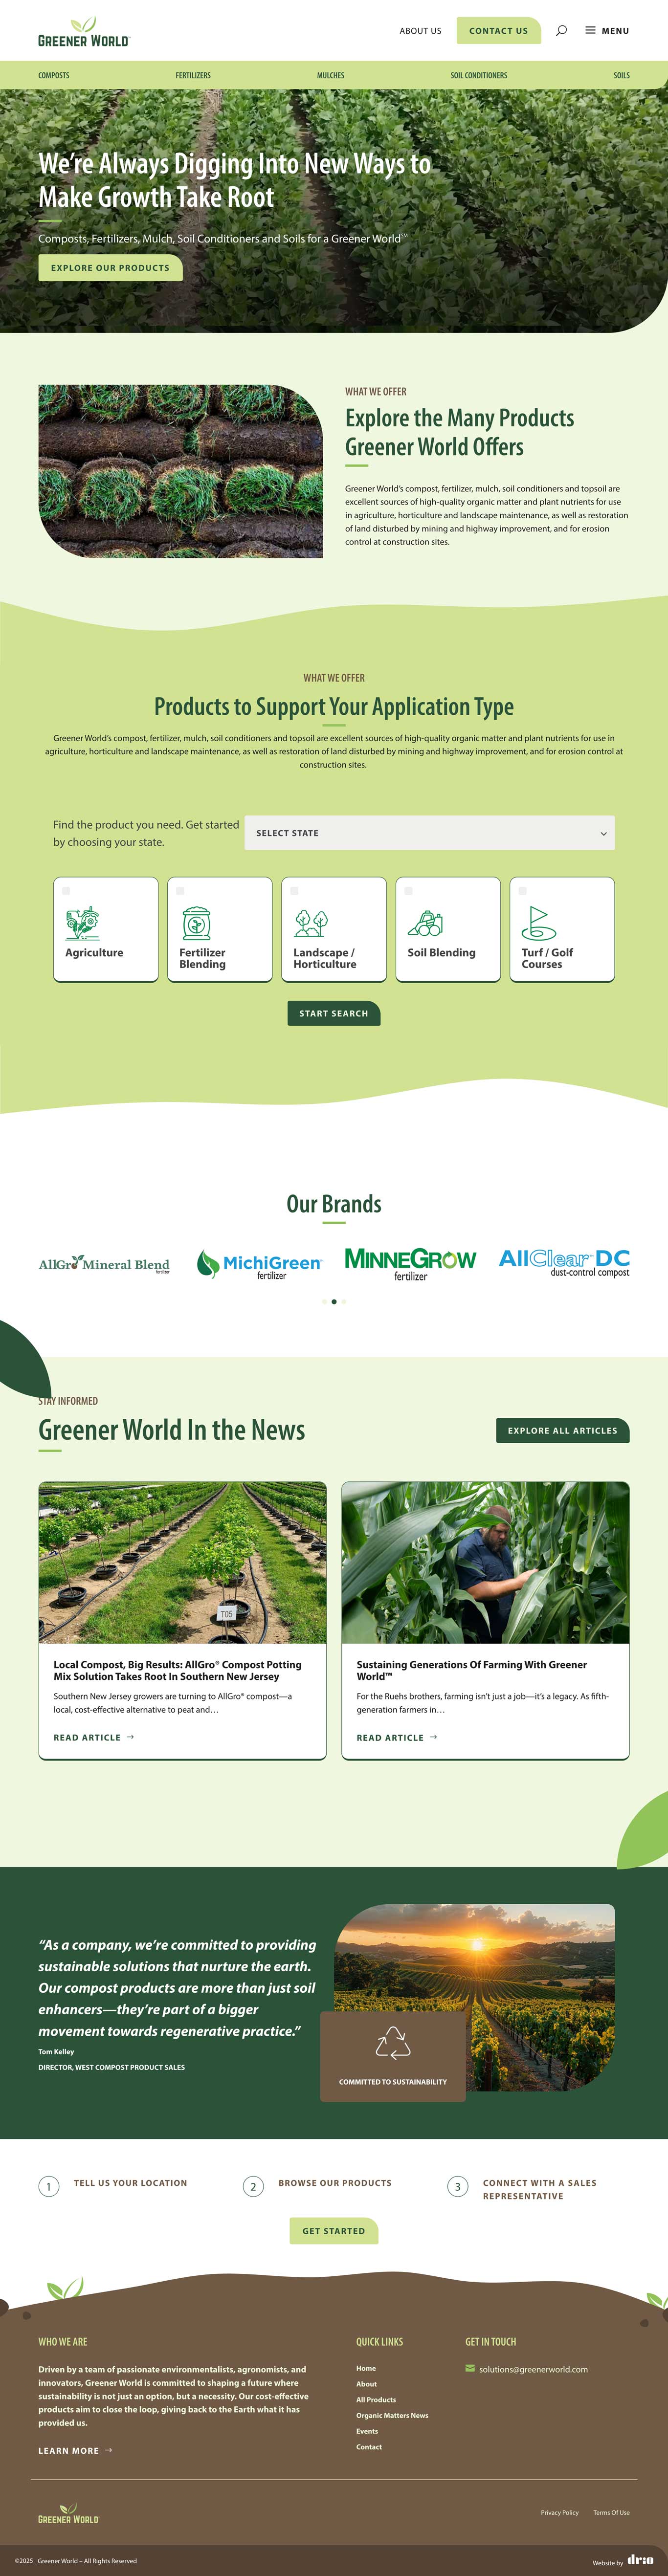 GREENER WORLD™
ABOUT US
CONTACT US
MENU
COMPOSTS
FERTILIZERS
MULCHES
SOIL CONDITIONERS
SOILS
We're Always Digging Into New Ways to
Make Growth Take Root
Composts, Fertilizers, Mulch, Soil Conditioners and Soils for a Greener World℠
EXPLORE OUR PRODUCTS
WHAT WE OFFER
Explore the Many Products
Greener World Offers
Greener World's compost, fertilizer, mulch, soil conditioners and topsoil are
excellent sources of high-quality organic matter and plant nutrients for use
in agriculture, horticulture and landscape maintenance, as well as restoration
of land disturbed by mining and highway improvement, and for erosion
control at construction sites.
WHAT WE OFFER
Products to Support Your Application Type
Greener World's compost, fertilizer, mulch, soil conditioners and topsoil are excellent sources of high-quality organic matter and plant nutrients for use in
agriculture, horticulture and landscape maintenance, as well as restoration of land disturbed by mining and highway improvement, and for erosion control at
construction sites.
Find the product you need. Get started
by choosing your state.
SELECT STATE
Agriculture
Fertilizer
Blending
Landscape /
Horticulture
Soil Blending
Turf / Golf
Courses
START SEARCH
Our Brands
AllGro Mineral Blend
fertilizer
MichiGreen™
fertilizer
MINNEGROW
fertilizer
AllClear™DC
dust-control compost
STAY INFORMED
Greener World In the News
EXPLORE ALL ARTICLES
T05
Local Compost, Big Results: AllGro® Compost Potting
Mix Solution Takes Root In Southern New Jersey
Southern New Jersey growers are turning to AllGro® compost—a
local, cost-effective alternative to peat and…
READ ARTICLE →
Sustaining Generations Of Farming With Greener
World™
For the Ruehs brothers, farming isn't just a job—it's a legacy. As fifth-
generation farmers in…
READ ARTICLE →
“As a company, we're committed to providing
sustainable solutions that nurture the earth.
Our compost products are more than just soil
enhancers—they're part of a bigger
movement towards regenerative practice.”
Tom Kelley
DIRECTOR, WEST COMPOST PRODUCT SALES
COMMITTED TO SUSTAINABILITY
1
TELL US YOUR LOCATION
2
BROWSE OUR PRODUCTS
3
CONNECT WITH A SALES
REPRESENTATIVE
GET STARTED
WHO WE ARE
Driven by a team of passionate environmentalists, agronomists, and
innovators, Greener World is committed to shaping a future where
sustainability is not just an option, but a necessity. Our cost-effective
products aim to close the loop, giving back to the Earth what it has
provided us.
LEARN MORE →
QUICK LINKS
Home
About
All Products
Organic Matters News
Events
Contact
GET IN TOUCH
solutions@greenerworld.com
GREENER WORLD
Privacy Policy
Terms Of Use
©2025 Greener World – All Rights Reserved
Website by drio